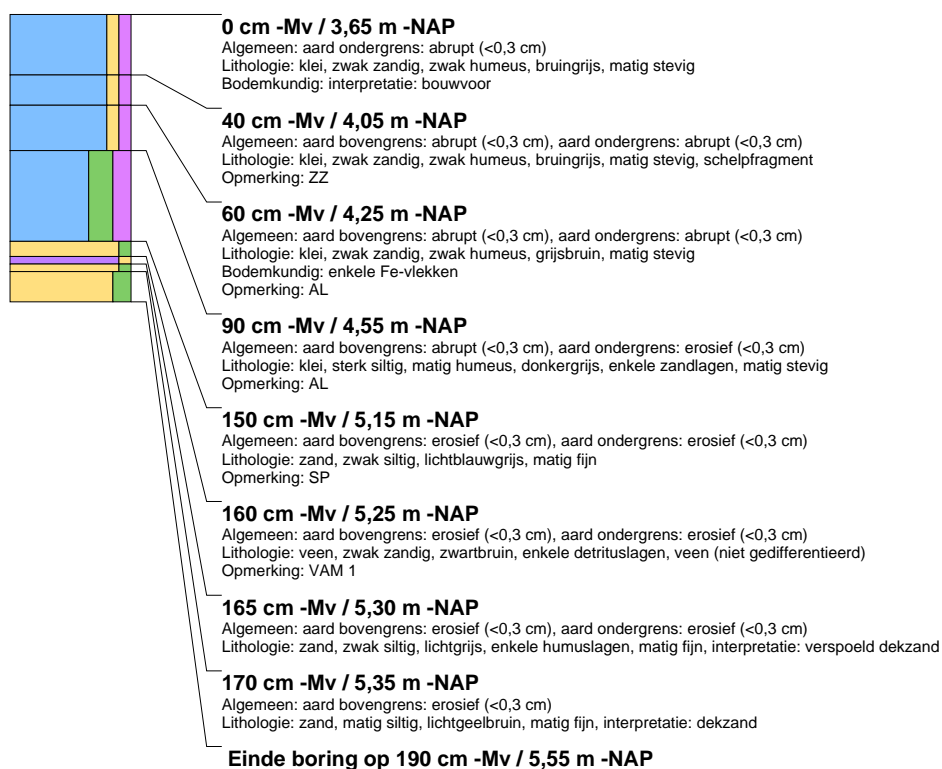 0 cm -Mv / 3,65 m -NAP
Algemeen: aard ondergrens: abrupt (<0,3 cm)
Lithologie: klei, zwak zandig, zwak humeus, bruingrijs, matig stevig
Bodemkundig: interpretatie: bouwvoor
40 cm -Mv / 4,05 m -NAP
Algemeen: aard bovengrens: abrupt (<0,3 cm), aard ondergrens: abrupt (<0,3 cm)
Lithologie: klei, zwak zandig, zwak humeus, bruingrijs, matig stevig, schelpfragment
Opmerking: ZZ
60 cm -Mv / 4,25 m -NAP
Algemeen: aard bovengrens: abrupt (<0,3 cm), aard ondergrens: abrupt (<0,3 cm)
Lithologie: klei, zwak zandig, zwak humeus, grijsbruin, matig stevig
Bodemkundig: enkele Fe-vlekken
Opmerking: AL
90 cm -Mv / 4,55 m -NAP
Algemeen: aard bovengrens: abrupt (<0,3 cm), aard ondergrens: erosief (<0,3 cm)
Lithologie: klei, sterk siltig, matig humeus, donkergrijs, enkele zandlagen, matig stevig
Opmerking: AL
150 cm -Mv / 5,15 m -NAP
Algemeen: aard bovengrens: erosief (<0,3 cm), aard ondergrens: erosief (<0,3 cm)
Lithologie: zand, zwak siltig, lichtblauwgrijs, matig fijn
Opmerking: SP
160 cm -Mv / 5,25 m -NAP
Algemeen: aard bovengrens: erosief (<0,3 cm), aard ondergrens: erosief (<0,3 cm)
Lithologie: veen, zwak zandig, zwartbruin, enkele detrituslagen, veen (niet gedifferentieerd)
Opmerking: VAM 1
165 cm -Mv / 5,30 m -NAP
Algemeen: aard bovengrens: erosief (<0,3 cm), aard ondergrens: erosief (<0,3 cm)
Lithologie: zand, zwak siltig, lichtgrijs, enkele humuslagen, matig fijn, interpretatie: verspoeld dekzand
170 cm -Mv / 5,35 m -NAP
Algemeen: aard bovengrens: erosief (<0,3 cm)
Lithologie: zand, matig siltig, lichtgeelbruin, matig fijn, interpretatie: dekzand
Einde boring op 190 cm -Mv / 5,55 m -NAP